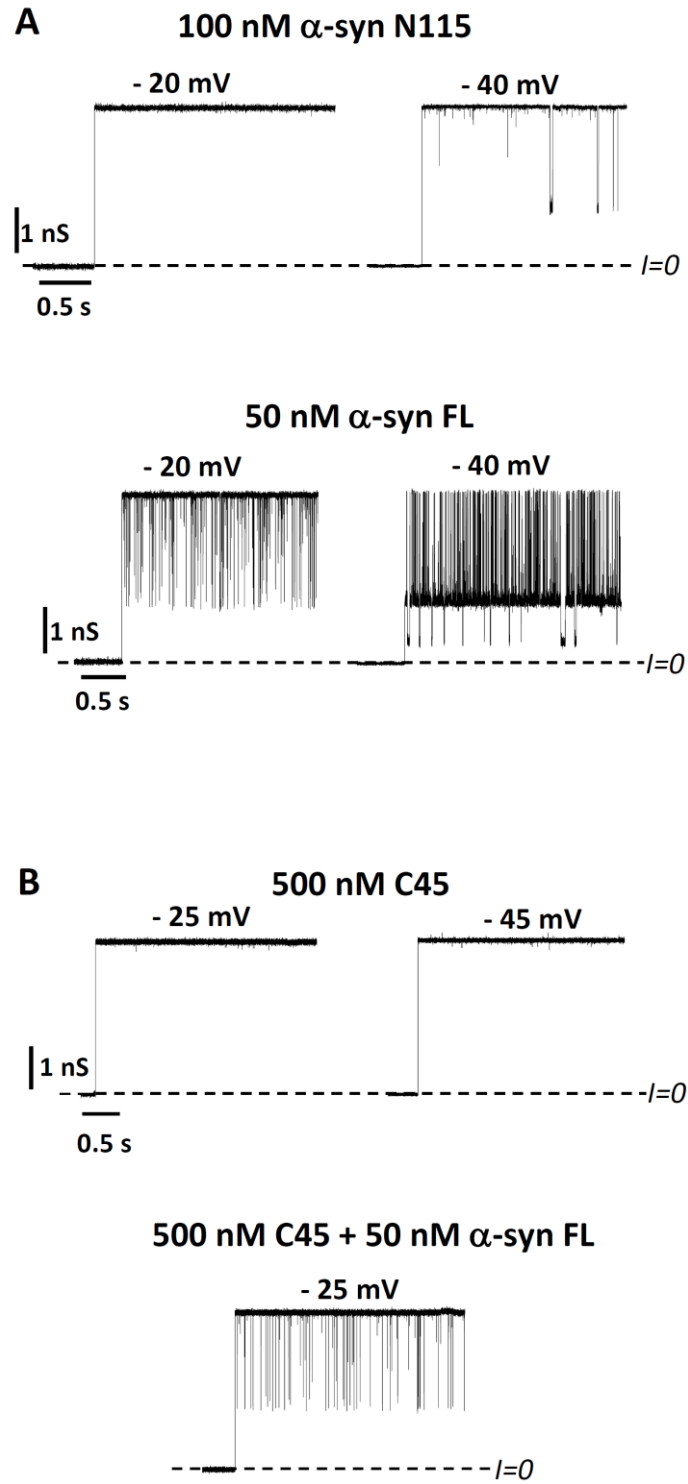 A
100 nM α-syn N115
- 20 mV
- 40 mV
1 nS
I=0
0.5 s
50 nM α-syn FL
- 20 mV
- 40 mV
1 nS
I=0
0.5 s
B
500 nM C45
- 25 mV
- 45 mV
1 nS
I=0
0.5 s
500 nM C45 + 50 nM α-syn FL
- 25 mV
I=0